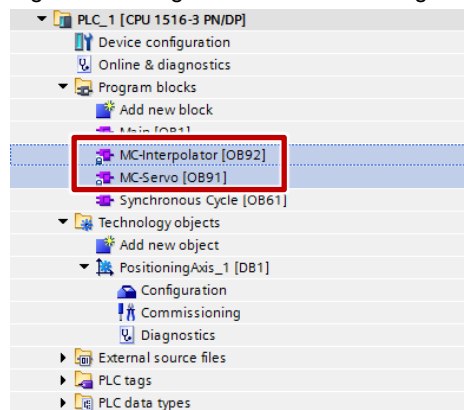 PLC_1 [CPU 1516-3 PN/DP]
Device configuration
Online & diagnostics
Program blocks
Add new block
Main [OB1]
MC-Interpolator [OB92]
MC-Servo [OB91]
Synchronous Cycle [OB61]
Technology objects
Add new object
PositioningAxis_1 [DB1]
Configuration
Commissioning
Diagnostics
External source files
PLC tags
PLC data types